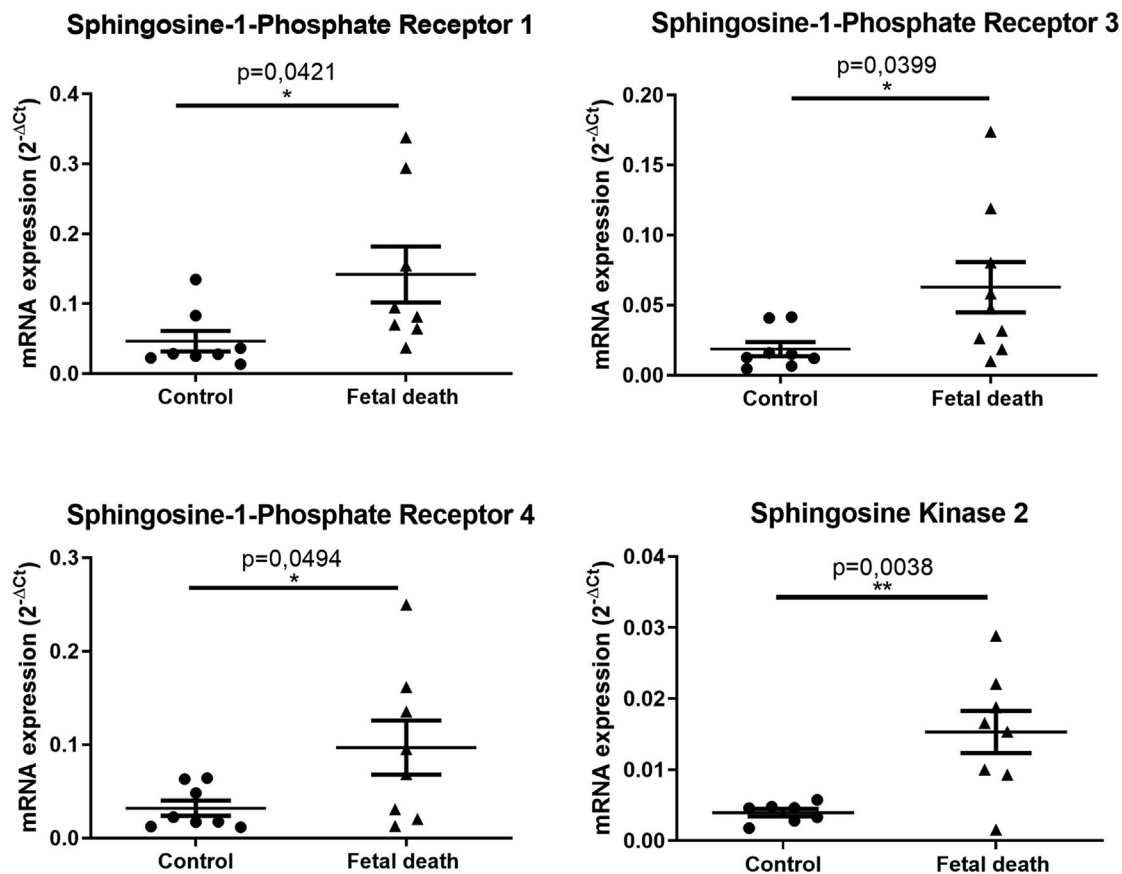 Sphingosine-1-Phosphate Receptor 1
p=0,0421
*
mRNA expression (2^-ΔCt)
0.4
0.3
0.2
0.1
0.0
Control Fetal death
Sphingosine-1-Phosphate Receptor 3
p=0,0399
*
mRNA expression (2^-ΔCt)
0.20
0.15
0.10
0.05
0.00
Control Fetal death
Sphingosine-1-Phosphate Receptor 4
p=0,0494
*
mRNA expression (2^-ΔCt)
0.3
0.2
0.1
0.0
Control Fetal death
Sphingosine Kinase 2
p=0,0038
**
mRNA expression (2^-ΔCt)
0.04
0.03
0.02
0.01
0.00
Control Fetal death